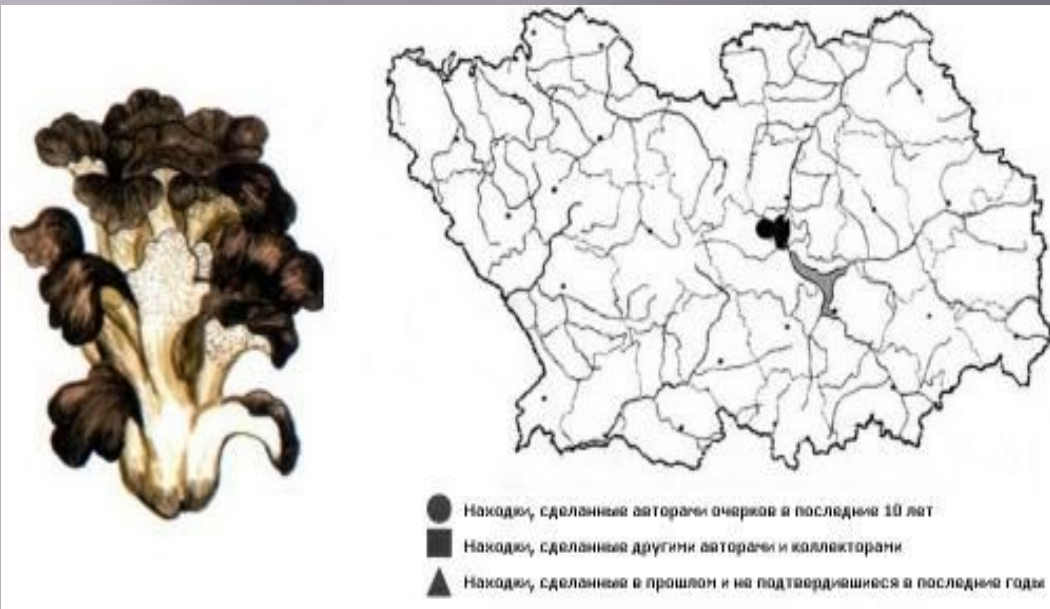 Находки, сделанные авторами очерков в последние 10 лет
Находки, сделанные другими авторами и коллекторами
Находки, сделанные в прошлом и не подтвердившиеся в последние годы